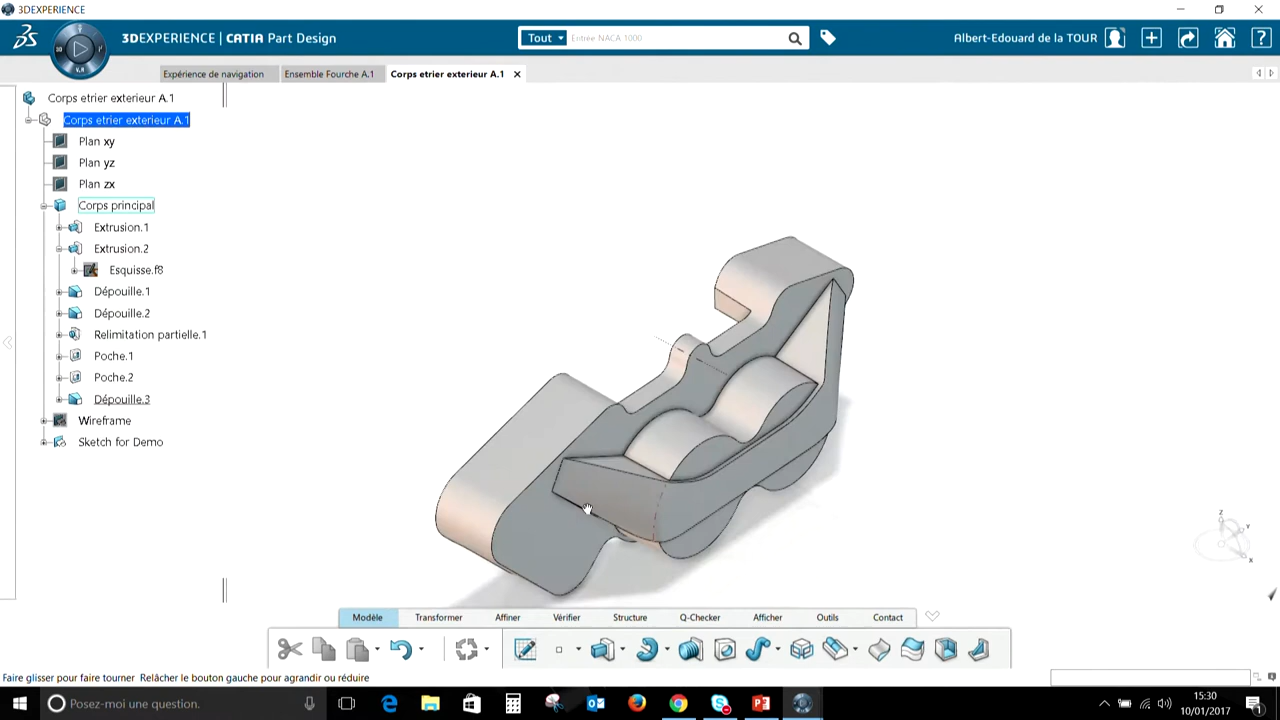 3DEXPERIENCE
3DEXPERIENCE | CATIA Part Design
Tout
Entrée NACA 1000
Albert-Edouard de la TOUR
3D
i²
V.R
Expérience de navigation
Ensemble Fourche A.1
Corps etrier exterieur A.1
Corps etrier exterieur A.1
Corps etrier exterieur A.1
Plan xy
Plan yz
Plan zx
Corps principal
Extrusion.1
Extrusion.2
Esquisse.f8
Dépouille.1
Dépouille.2
Relimitation partielle.1
Poche.1
Poche.2
Dépouille.3
Wireframe
Sketch for Demo
Z
Y
X
Modèle
Transformer
Affiner
Vérifier
Structure
Q-Checker
Afficher
Outils
Contact
Faire glisser pour faire tourner Relâcher le bouton gauche pour agrandir ou réduire
Posez-moi une question.
15:30
10/01/2017